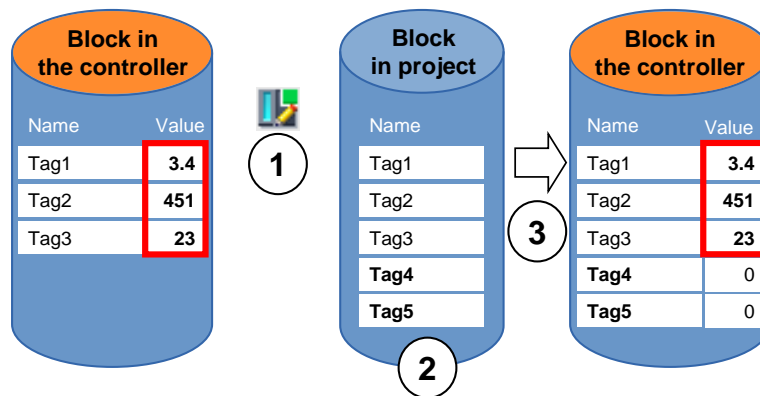 Block in
the controller
Name Value
Tag1 3.4
Tag2 451
Tag3 23
1
Block
in project
Name
Tag1
Tag2
Tag3
Tag4
Tag5
2
3
Block in
the controller
Name Value
Tag1 3.4
Tag2 451
Tag3 23
Tag4 0
Tag5 0